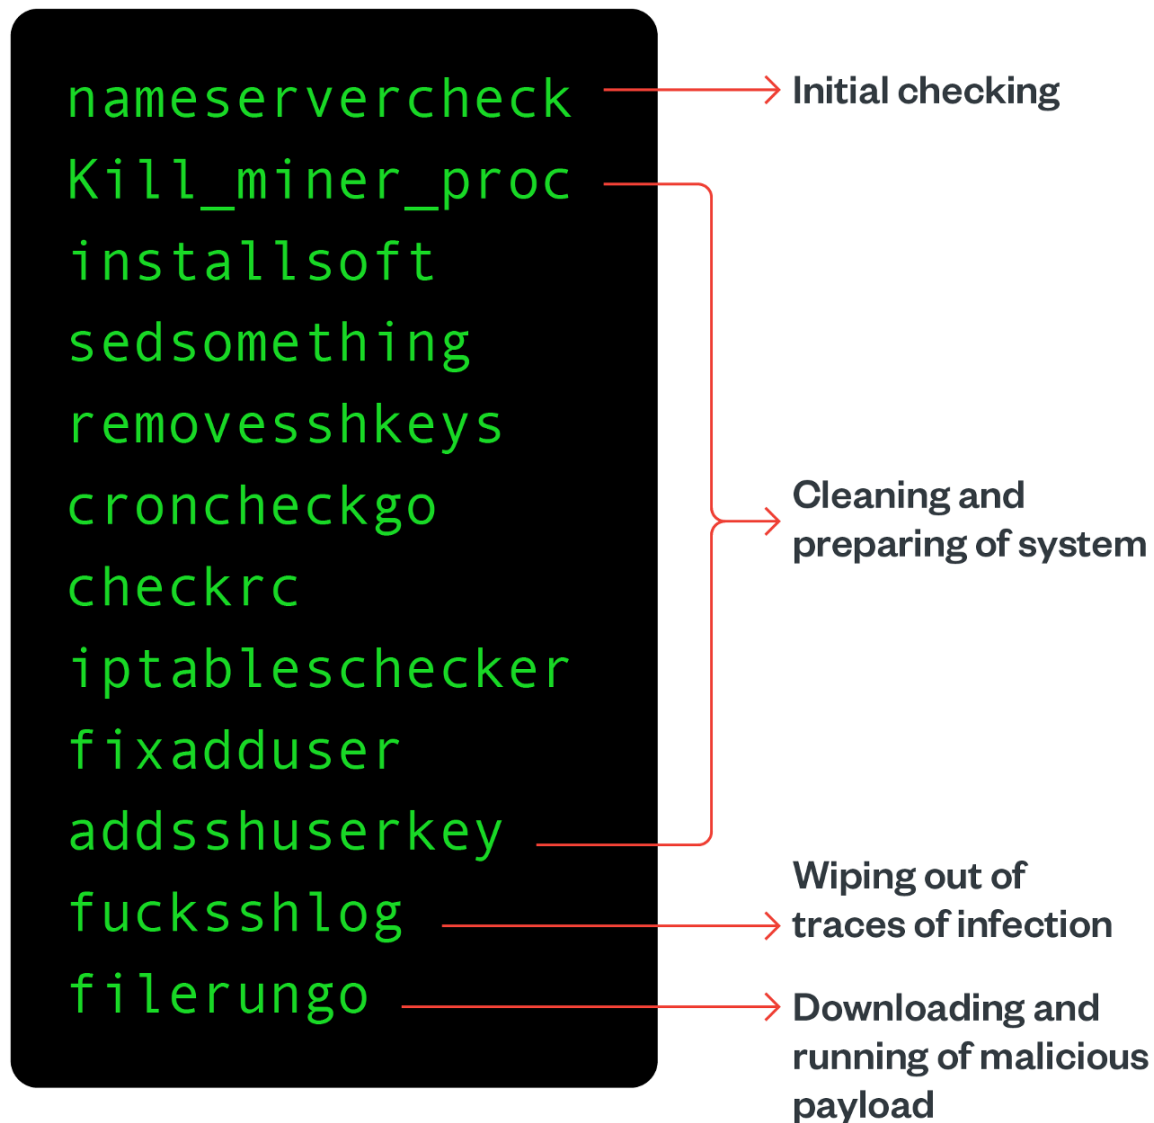 nameservercheck
Initial checking
Kill_miner_proc
installsoft
sedsomething
removesshkeys
croncheckgo
Cleaning and
preparing of system
checkrc
iptableschecker
fixadduser
addsshuserkey
Wiping out of
traces of infection
fucksshlog
filerungo
Downloading and
running of malicious
payload